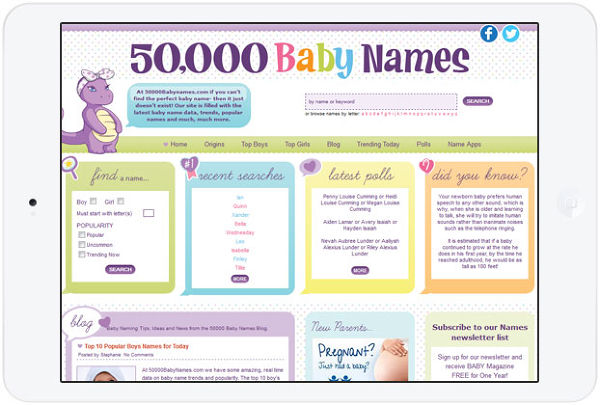 50,000 Baby Names
At 50000Babynames.com if you can't
find the perfect baby name- then it just
doesn't exist! Our site is filled with the
latest baby name data, trends, popular
names and much, much more.
by name or keyword
SEARCH
or browse names by letter: a b c d e f g h i j k l m n o p q r s t u v w x y z
Home Origins Top Boys Top Girls Blog Trending Today Polls Name Apps
find a name...
Boy Girl
Must start with letter(s)
POPULARITY
Popular
Uncommon
Trending Now
SEARCH
#1
recent searches
Ian
Quinn
Xander
Belle
Wednesday
Leo
Isabelle
Finley
Tillie
MORE
latest polls
Penny Louise Cumming or Heidi
Louise Cumming or Megan Louise
Cumming
Aiden Lamar or Avery Isaiah or
Hayden Isaiah
Nevah Aubree Lunder or Aaliyah
Alexius Lunder or Riley Alexius
Lunder
MORE
?
did you know?
Your newborn baby prefers human
speech to any other sound, which is
why, when she is older and learning
to talk, she will try to imitate human
sounds rather than inanimate noises
such as the telephone ringing.
It is estimated that if a baby
continued to grow at the rate he
does in his first year, by the time he
reached adulthood, he would be as
tall as 100 feet!
blog
Baby Naming Tips, Ideas and News from the 50,000 Baby Names Blog.
Top 10 Popular Boys Names for Today
Posted by Stephanie. No Comments
At 50000BabyNames.com we have some amazing, real time
data on baby name trends and popularity. The top 10 boy's
New Parents...
PREGNANT?
Just had a baby?
Subscribe to our Names
newsletter list
Sign up for our newsletter and
receive BABY Magazine
FREE for One Year!